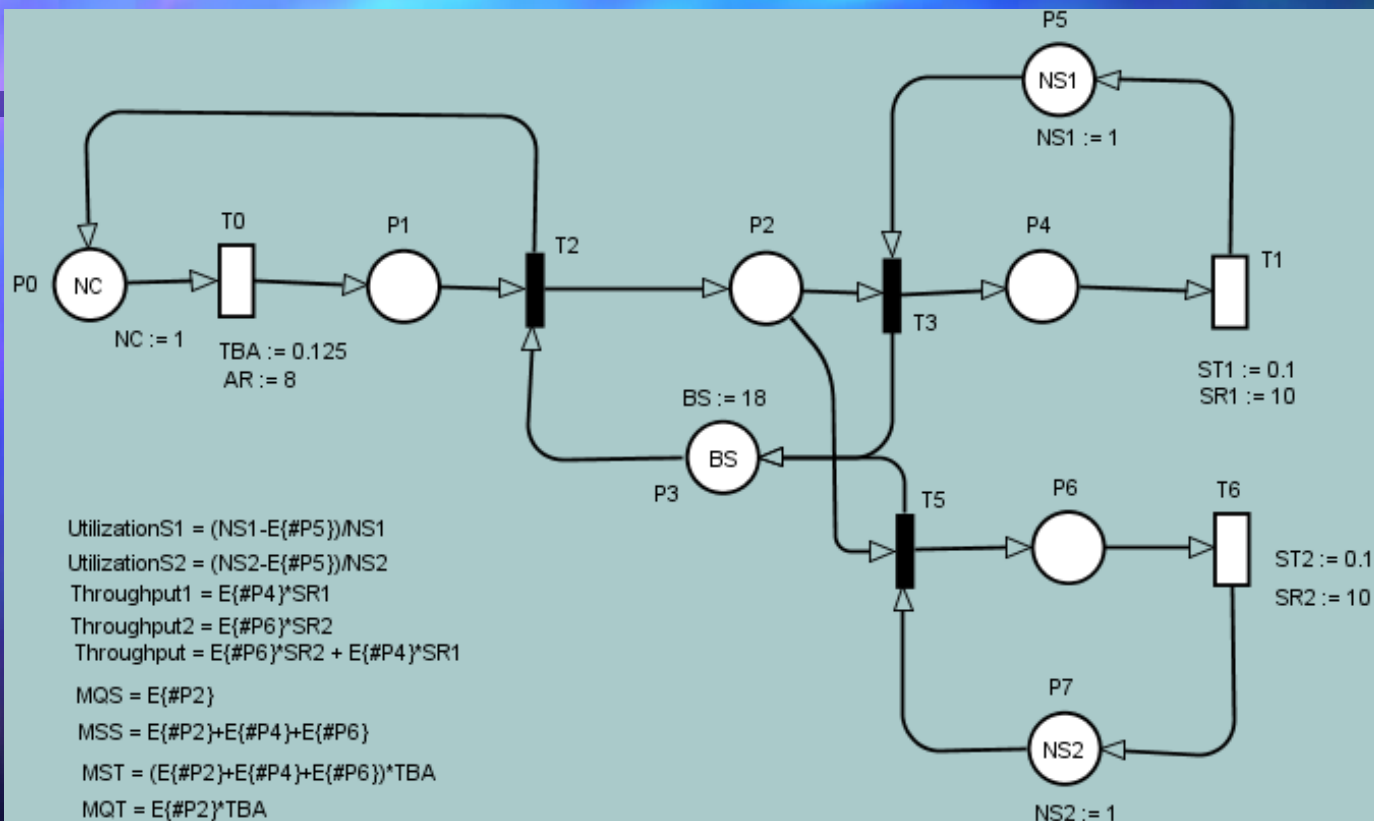 P5
NS1
NS1 := 1
T0
P1
T2
P2
P4
T1
P0
NC
NC := 1
TBA := 0.125
AR := 8
T3
ST1 := 0.1
SR1 := 10
BS := 18
BS
P3
T5
P6
T6
ST2 := 0.1
SR2 := 10
UtilizationS1 = (NS1-E{#P5})/NS1
UtilizationS2 = (NS2-E{#P5})/NS2
Throughput1 = E{#P4}*SR1
Throughput2 = E{#P6}*SR2
Throughput = E{#P6}*SR2 + E{#P4}*SR1
MQS = E{#P2}
MSS = E{#P2}+E{#P4}+E{#P6}
MST = (E{#P2}+E{#P4}+E{#P6})*TBA
MQT = E{#P2}*TBA
P7
NS2
NS2 := 1